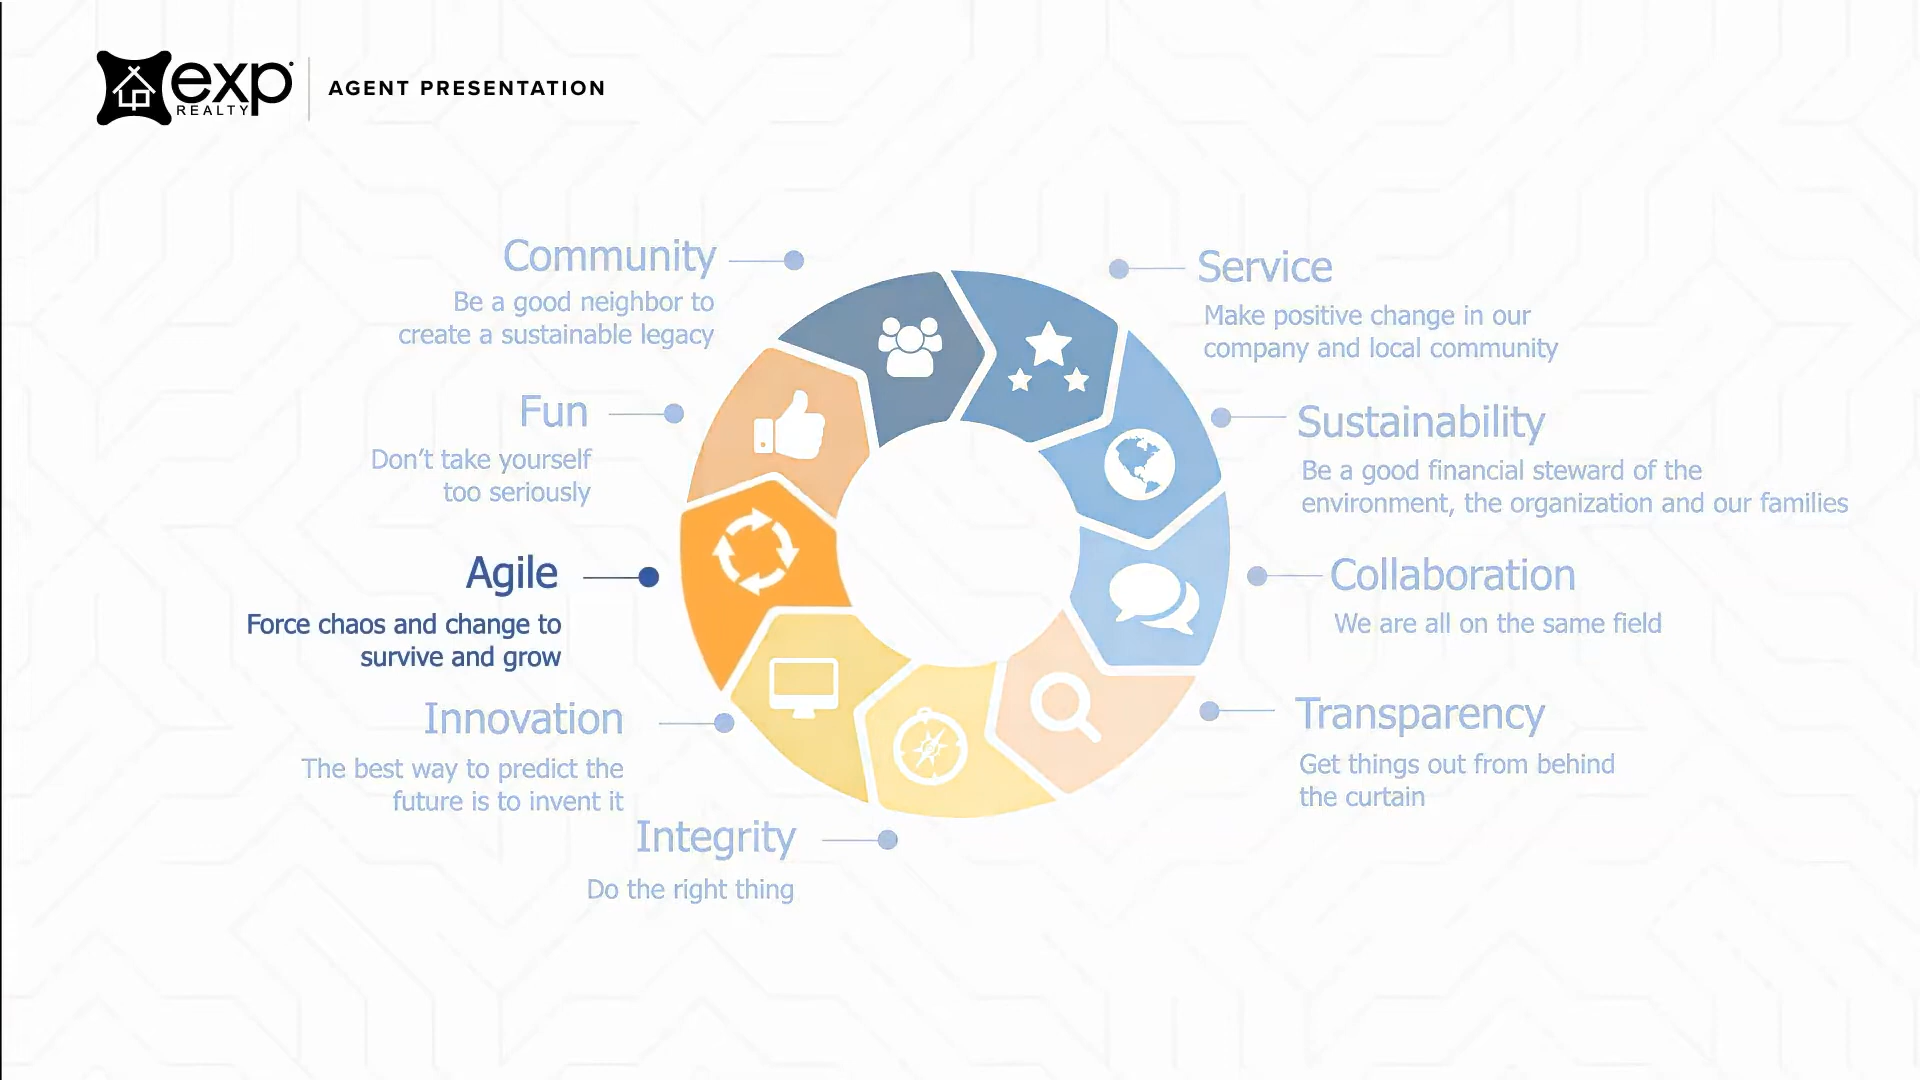 exp
REALTY
AGENT PRESENTATION
Community
Be a good neighbor to
create a sustainable legacy
Service
Make positive change in our
company and local community
Fun
Don't take yourself
too seriously
Sustainability
Be a good financial steward of the
environment, the organization and our families
Agile
Force chaos and change to
survive and grow
Collaboration
We are all on the same field
Innovation
The best way to predict the
future is to invent it
Transparency
Get things out from behind
the curtain
Integrity
Do the right thing